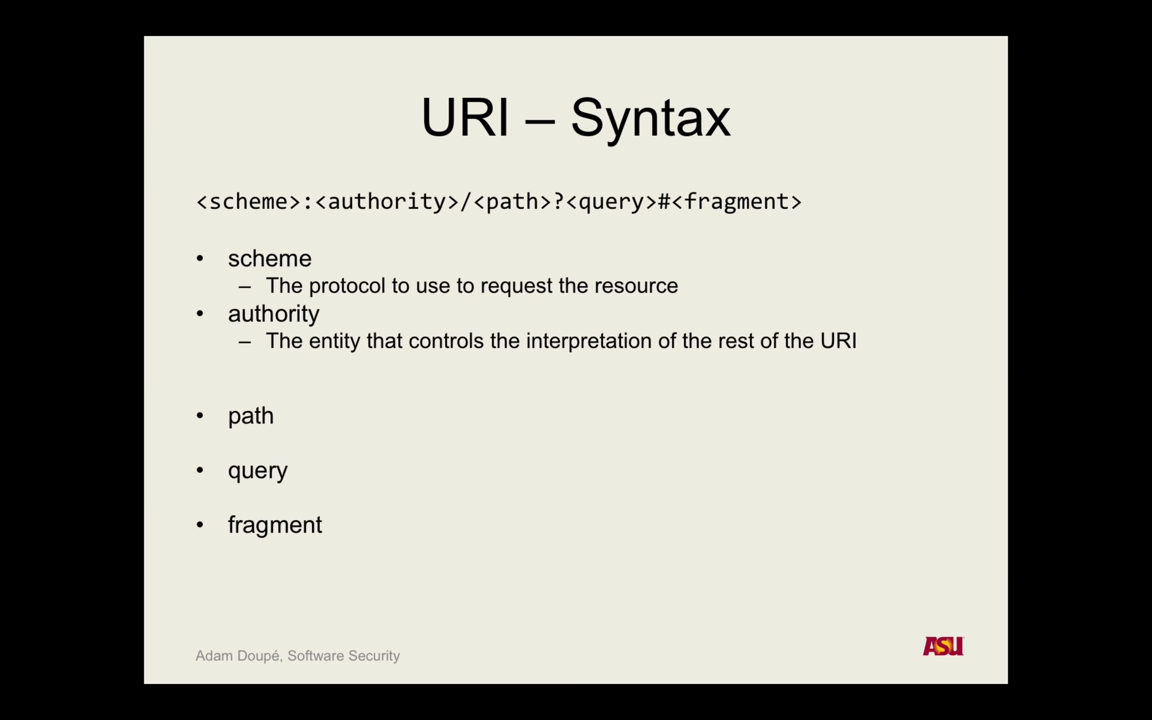 URI – Syntax
<scheme>:<authority>/<path>?<query>#<fragment>
• scheme
– The protocol to use to request the resource
• authority
– The entity that controls the interpretation of the rest of the URI
• path
• query
• fragment
Adam Doupé, Software Security
ASU